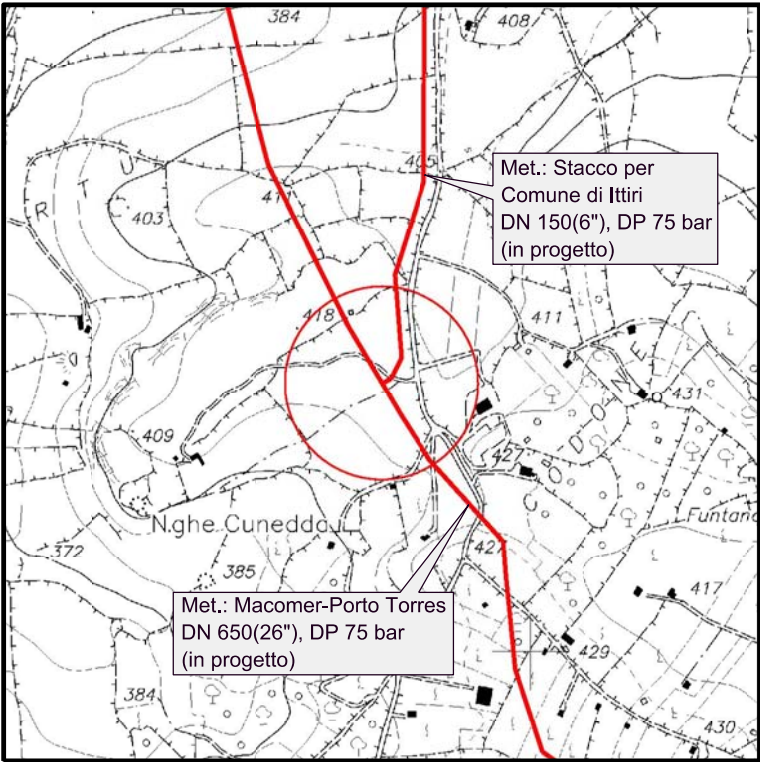 384
408
405
Met.: Stacco per
Comune di Ittiri
DN 150(6"), DP 75 bar
(in progetto)
411
R T U
403
418
411
431
D O N E
409
427
N.ghe Cuneddu
Funtana
372
427
385
417
Met.: Macomer-Porto Torres
DN 650(26"), DP 75 bar
(in progetto)
429
384
430